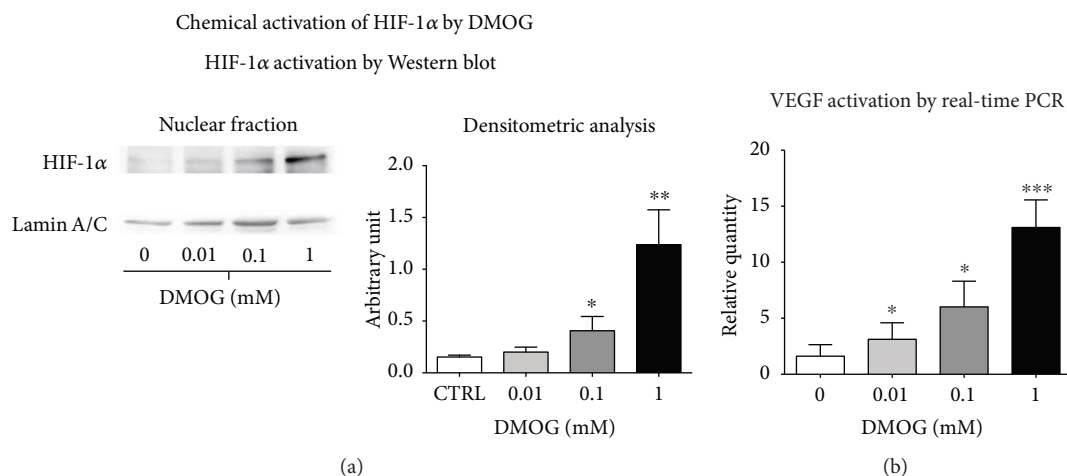 Chemical activation of HIF-1α by DMOG
HIF-1α activation by Western blot
Nuclear fraction
HIF-1α
Lamin A/C
0 0.01 0.1 1
DMOG (mM)
Densitometric analysis
Arbitrary unit
2.0
1.5
1.0
0.5
0.0
*
**
CTRL 0.01 0.1 1
DMOG (mM)
(a)
VEGF activation by real-time PCR
Relative quantity
20
15
10
5
0
*
*
***
0 0.01 0.1 1
DMOG (mM)
(b)